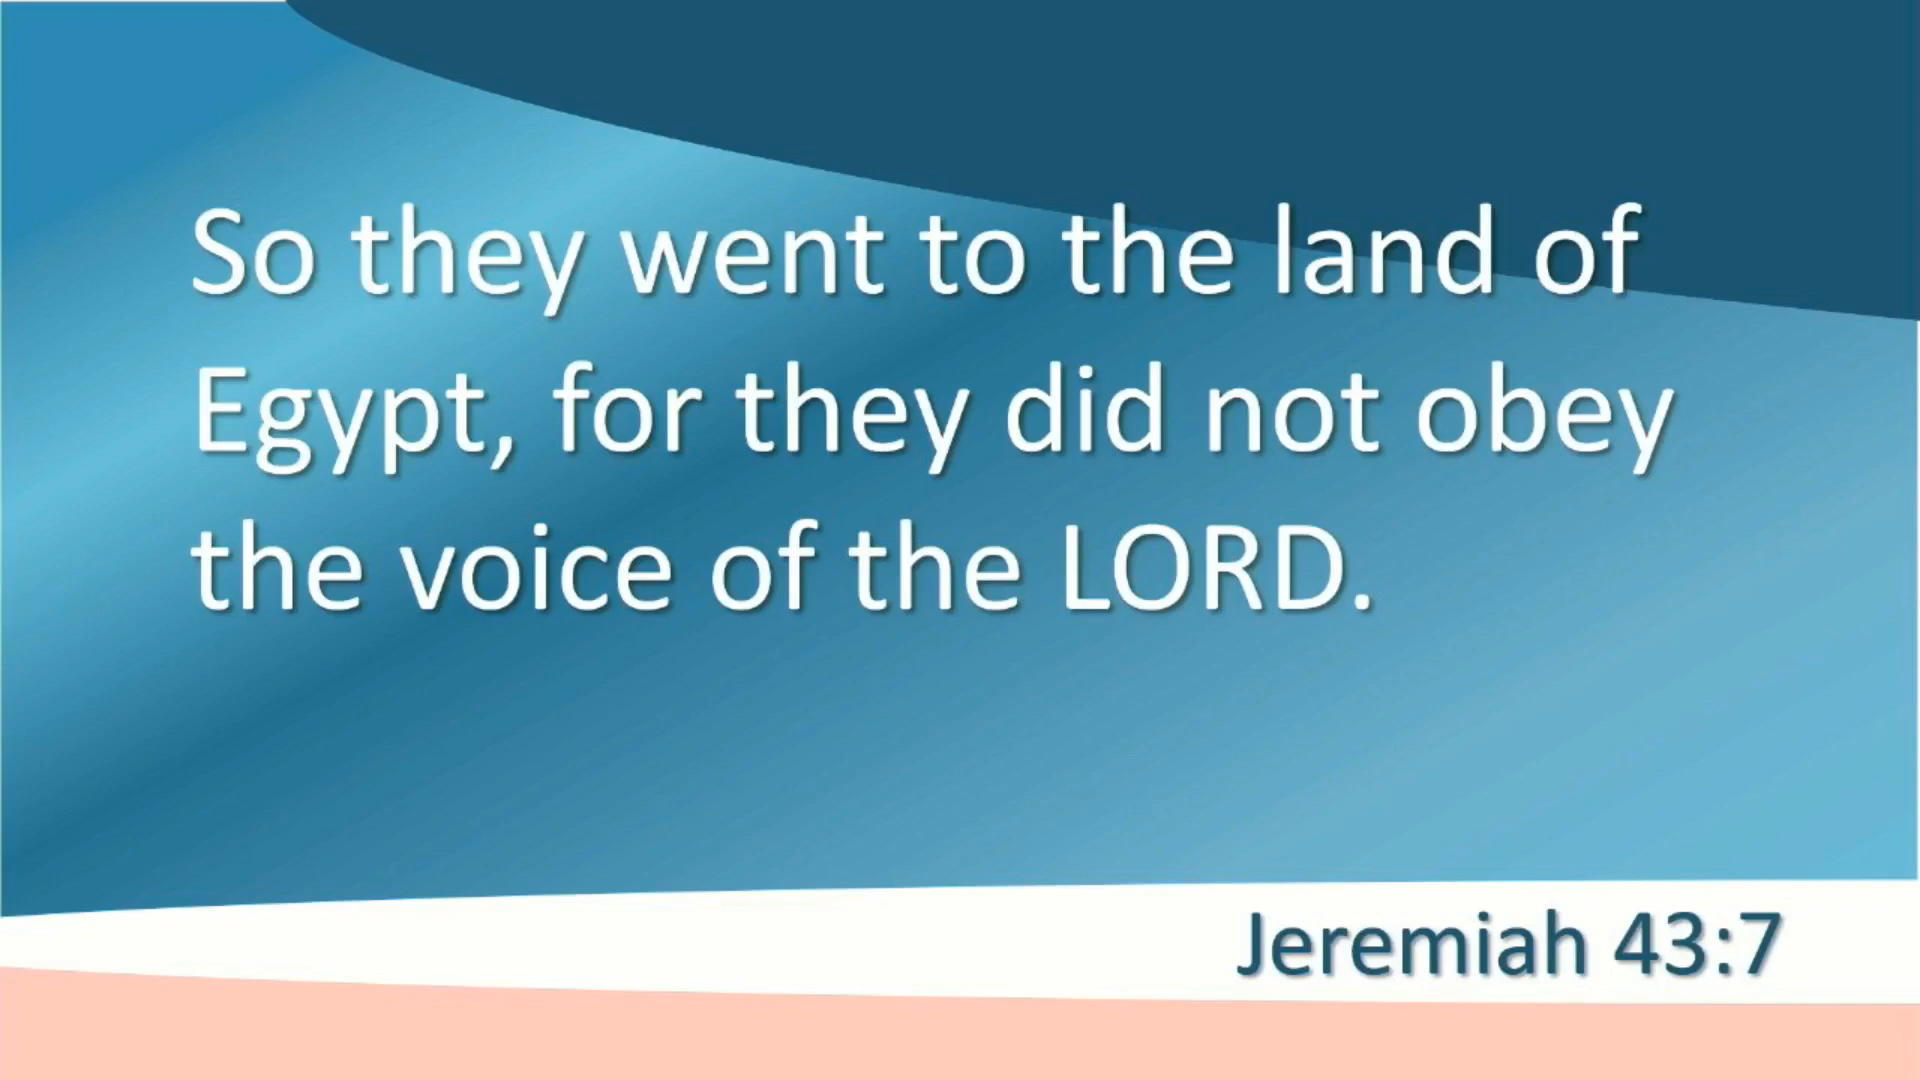 So they went to the land of
Egypt, for they did not obey
the voice of the LORD.
Jeremiah 43:7